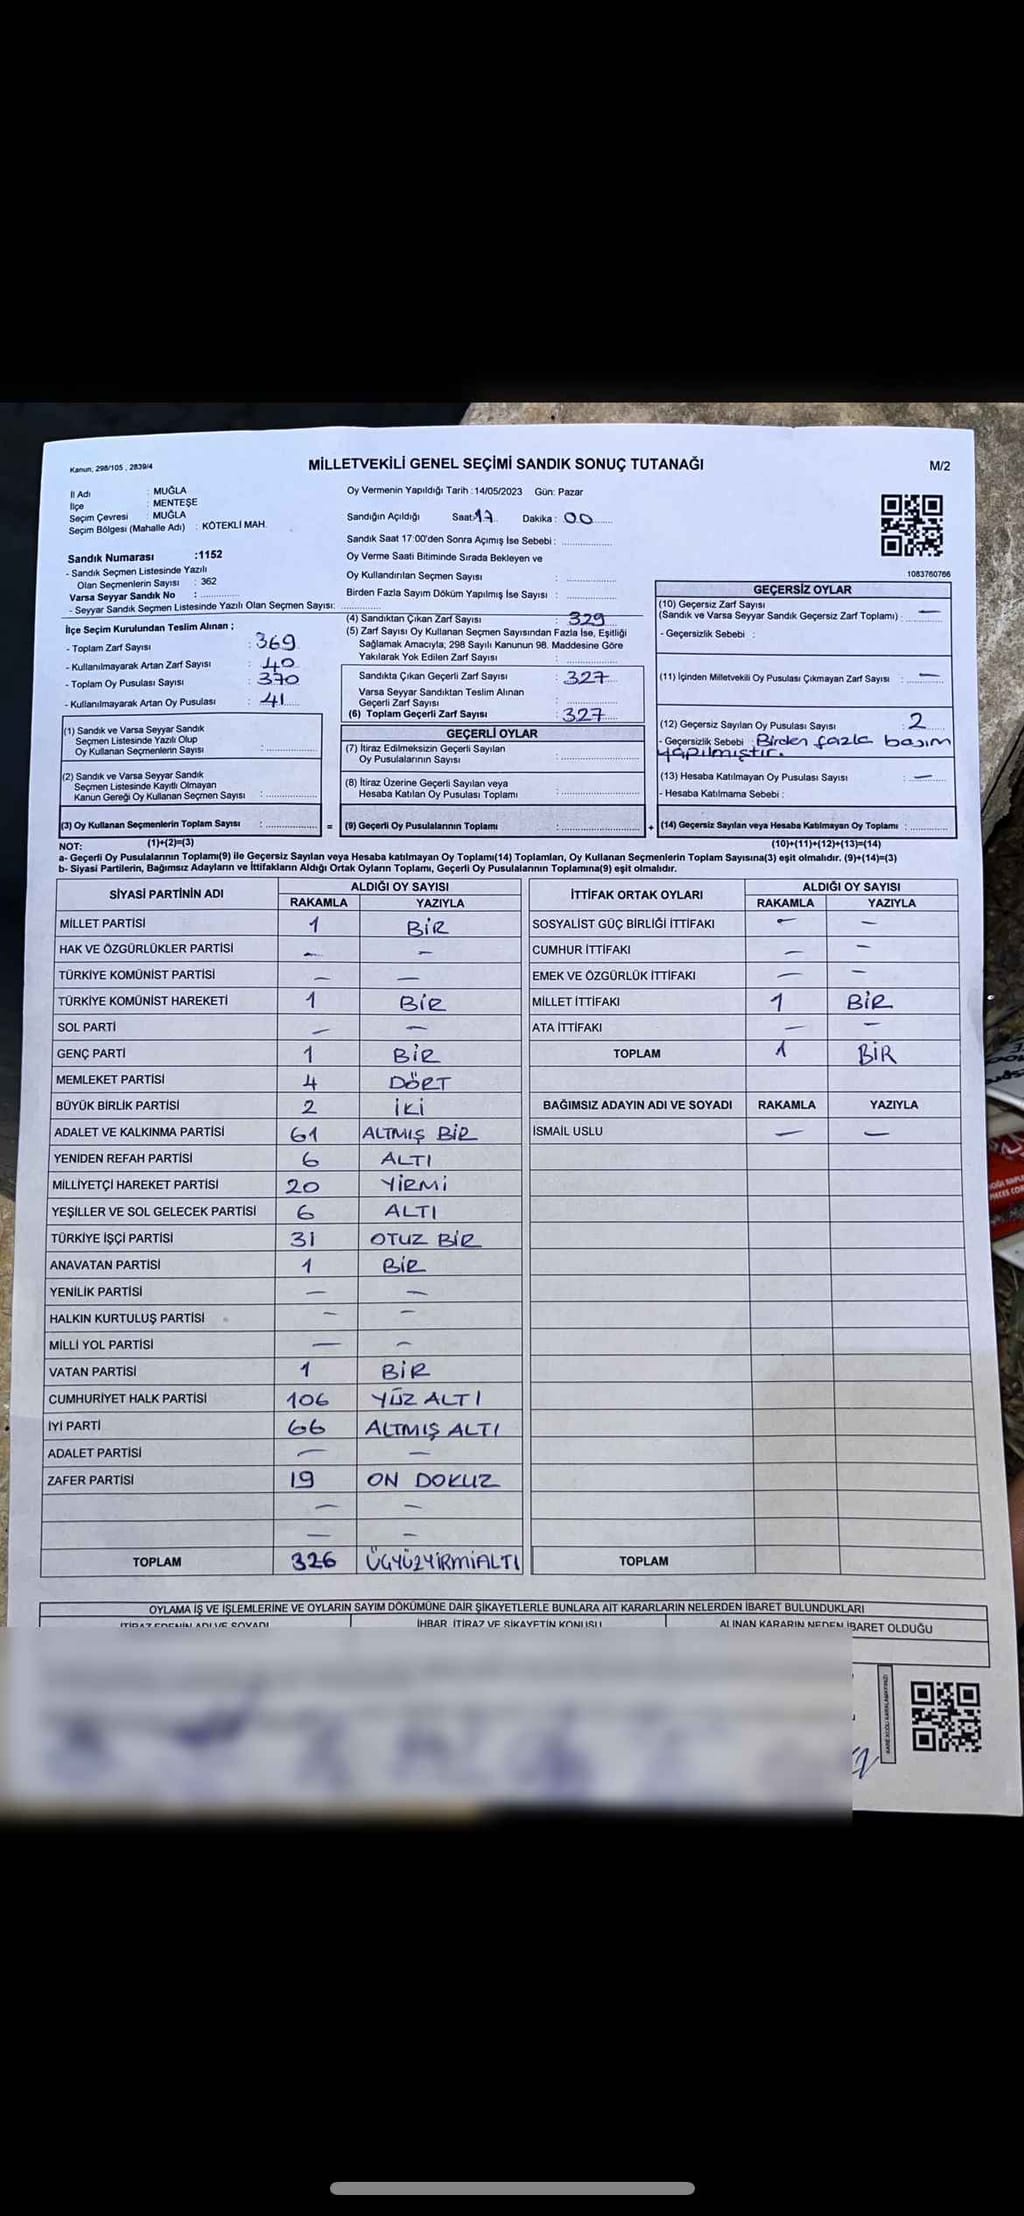 Kanun, 298/105 , 2839/4
MİLLETVEKİLİ GENEL SEÇİMİ SANDIK SONUÇ TUTANAĞI
M/2
İl Adı : MUĞLA
İlçe : MENTEŞE
Seçim Çevresi : MUĞLA
Seçim Bölgesi (Mahalle Adı) : KÖTEKLİ MAH.
Sandık Numarası :1152
- Sandık Seçmen Listesinde Yazılı
Olan Seçmenlerin Sayısı : 362
Varsa Seyyar Sandık No :
- Seyyar Sandık Seçmen Listesinde Yazılı Olan Seçmen Sayısı:
Oy Vermenin Yapıldığı Tarih :14/05/2023 Gün: Pazar
Sandığın Açıldığı Saat: 17 Dakika : 00
Sandık Saat 17:00'den Sonra Açımış İse Sebebi :
Oy Verme Saati Bitiminde Sırada Bekleyen ve
Oy Kullandırılan Seçmen Sayısı :
Birden Fazla Sayım Döküm Yapılmış İse Sayısı :
1083760766
İlçe Seçim Kurulundan Teslim Alınan ;
- Toplam Zarf Sayısı : 369
- Kullanılmayarak Artan Zarf Sayısı : 40
- Toplam Oy Pusulası Sayısı : 370
- Kullanılmayarak Artan Oy Pusulası : 41
(4) Sandıktan Çıkan Zarf Sayısı : 329
(5) Zarf Sayısı Oy Kullanan Seçmen Sayısından Fazla İse, Eşitliği
Sağlamak Amacıyla; 298 Sayılı Kanunun 98. Maddesine Göre
Yakılarak Yok Edilen Zarf Sayısı :
Sandıkta Çıkan Geçerli Zarf Sayısı : 327
Varsa Seyyar Sandıktan Teslim Alınan
Geçerli Zarf Sayısı :
(6) Toplam Geçerli Zarf Sayısı : 327
GEÇERSİZ OYLAR
(10) Geçersiz Zarf Sayısı
(Sandık ve Varsa Seyyar Sandık Geçersiz Zarf Toplamı) : —
- Geçersizlik Sebebi :
(11) İçinden Milletvekili Oy Pusulası Çıkmayan Zarf Sayısı : —
(12) Geçersiz Sayılan Oy Pusulası Sayısı : 2
- Geçersizlik Sebebi : Birden fazla basım
yapılmıştır.
(13) Hesaba Katılmayan Oy Pusulası Sayısı : —
- Hesaba Katılmama Sebebi :
(1) Sandık ve Varsa Seyyar Sandık
Seçmen Listesinde Yazılı Olup
Oy Kullanan Seçmenlerin Sayısı :
(2) Sandık ve Varsa Seyyar Sandık
Seçmen Listesinde Kayıtlı Olmayan
Kanun Gereği Oy Kullanan Seçmen Sayısı :
GEÇERLİ OYLAR
(7) İtiraz Edilmeksizin Geçerli Sayılan
Oy Pusulalarının Sayısı :
(8) İtiraz Üzerine Geçerli Sayılan veya
Hesaba Katılan Oy Pusulası Toplamı :
(3) Oy Kullanan Seçmenlerin Toplam Sayısı : = (9) Geçerli Oy Pusulalarının Toplamı : + (14) Geçersiz Sayılan veya Hesaba Katılmayan Oy Toplamı :
NOT: (1)+(2)=(3) (10)+(11)+(12)+(13)=(14)
a- Geçerli Oy Pusulalarının Toplamı(9) ile Geçersiz Sayılan veya Hesaba katılmayan Oy Toplamı(14) Toplamları, Oy Kullanan Seçmenlerin Toplam Sayısına(3) eşit olmalıdır. (9)+(14)=(3)
b- Siyasi Partilerin, Bağımsız Adayların ve İttifakların Aldığı Ortak Oyların Toplamı, Geçerli Oy Pusulalarının Toplamına(9) eşit olmalıdır.
SİYASİ PARTİNİN ADI ALDIĞI OY SAYISI
RAKAMLA YAZIYLA
MİLLET PARTİSİ 1 BİR
HAK VE ÖZGÜRLÜKLER PARTİSİ — —
TÜRKİYE KOMÜNİST PARTİSİ — —
TÜRKİYE KOMÜNİST HAREKETİ 1 BİR
SOL PARTİ — —
GENÇ PARTİ 1 BİR
MEMLEKET PARTİSİ 4 DÖRT
BÜYÜK BİRLİK PARTİSİ 2 İKİ
ADALET VE KALKINMA PARTİSİ 61 ALTMIŞ BİR
YENİDEN REFAH PARTİSİ 6 ALTI
MİLLİYETÇİ HAREKET PARTİSİ 20 YİRMİ
YEŞİLLER VE SOL GELECEK PARTİSİ 6 ALTI
TÜRKİYE İŞÇİ PARTİSİ 31 OTUZ BİR
ANAVATAN PARTİSİ 1 BİR
YENİLİK PARTİSİ — —
HALKIN KURTULUŞ PARTİSİ — —
MİLLİ YOL PARTİSİ — —
VATAN PARTİSİ 1 BİR
CUMHURİYET HALK PARTİSİ 106 YÜZ ALTI
İYİ PARTİ 66 ALTMIŞ ALTI
ADALET PARTİSİ — —
ZAFER PARTİSİ 19 ON DOKUZ
— —
— —
TOPLAM 326 ÜÇYÜZYİRMİALTI
İTTİFAK ORTAK OYLARI ALDIĞI OY SAYISI
RAKAMLA YAZIYLA
SOSYALİST GÜÇ BİRLİĞİ İTTİFAKI — —
CUMHUR İTTİFAKI — —
EMEK VE ÖZGÜRLÜK İTTİFAKI — —
MİLLET İTTİFAKI 1 BİR
ATA İTTİFAKI — —
TOPLAM 1 BİR
BAĞIMSIZ ADAYIN ADI VE SOYADI RAKAMLA YAZIYLA
İSMAİL USLU — —
TOPLAM
OYLAMA İŞ VE İŞLEMLERİNE VE OYLARIN SAYIM DÖKÜMÜNE DAİR ŞİKAYETLERLE BUNLARA AİT KARARLARIN NELERDEN İBARET BULUNDUKLARI
İTİRAZ EDENİN ADI VE SOYADI İHBAR İTİRAZ VE ŞİKAYETİN KONUSU ALINAN KARARIN NEDEN İBARET OLDUĞU